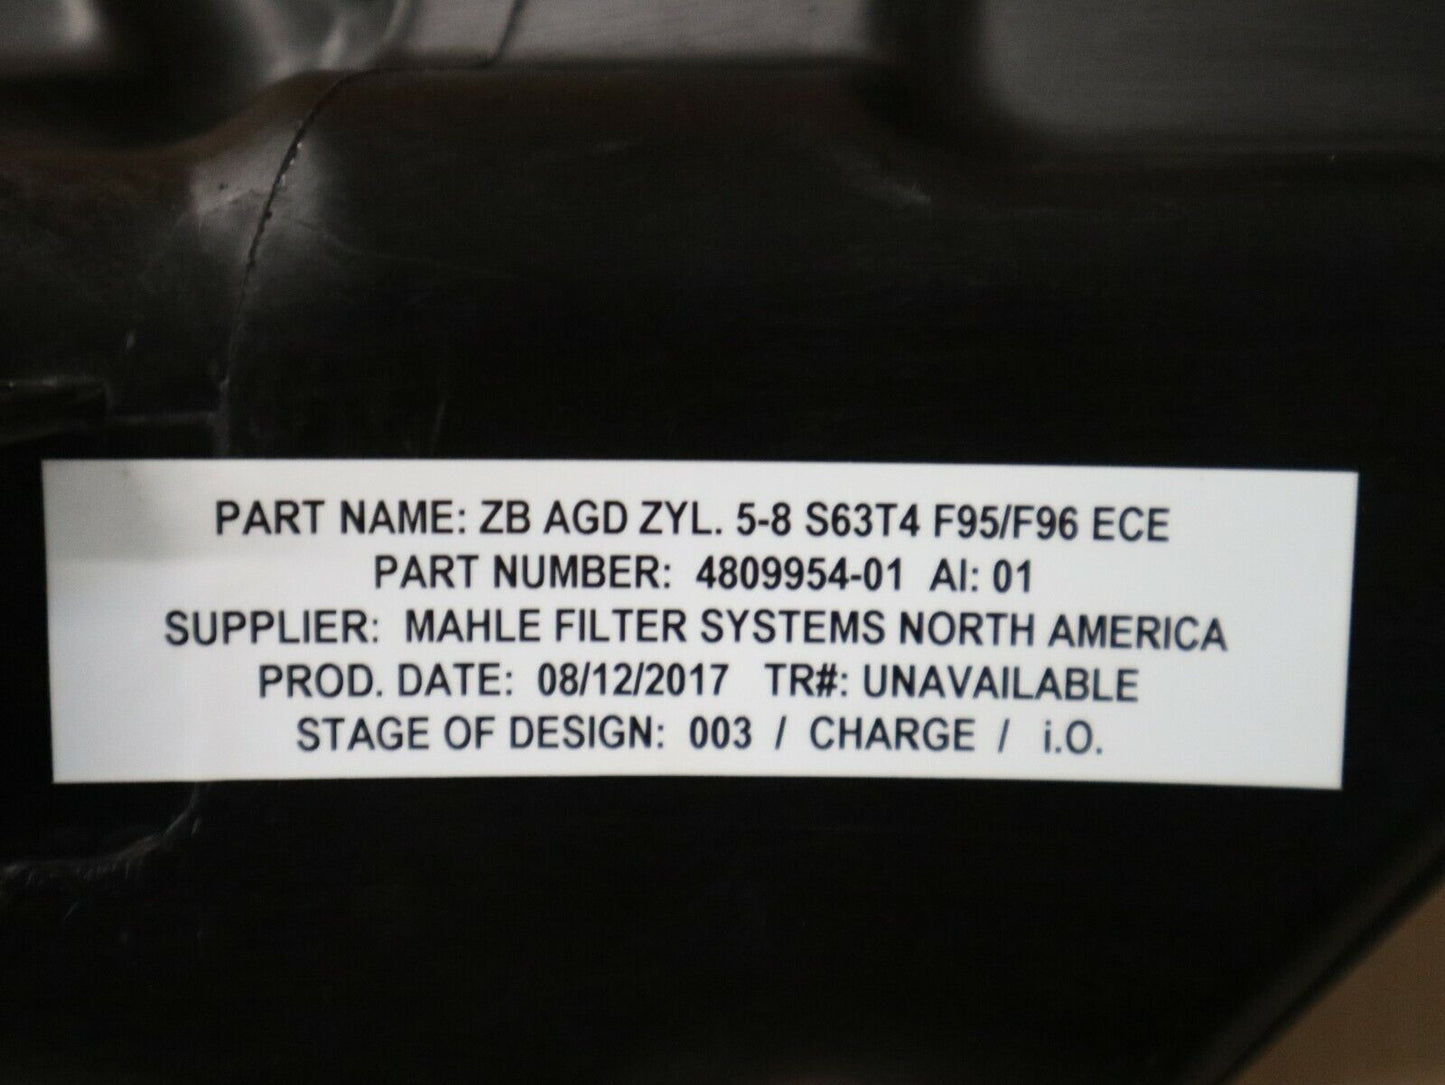 PART NAME: ZB AGD ZYL. 5-8 S63T4 F95/F96 ECE
PART NUMBER: 4809954-01 AI: 01
SUPPLIER: MAHLE FILTER SYSTEMS NORTH AMERICA
PROD. DATE: 08/12/2017 TR#: UNAVAILABLE
STAGE OF DESIGN: 003 / CHARGE / i.O.